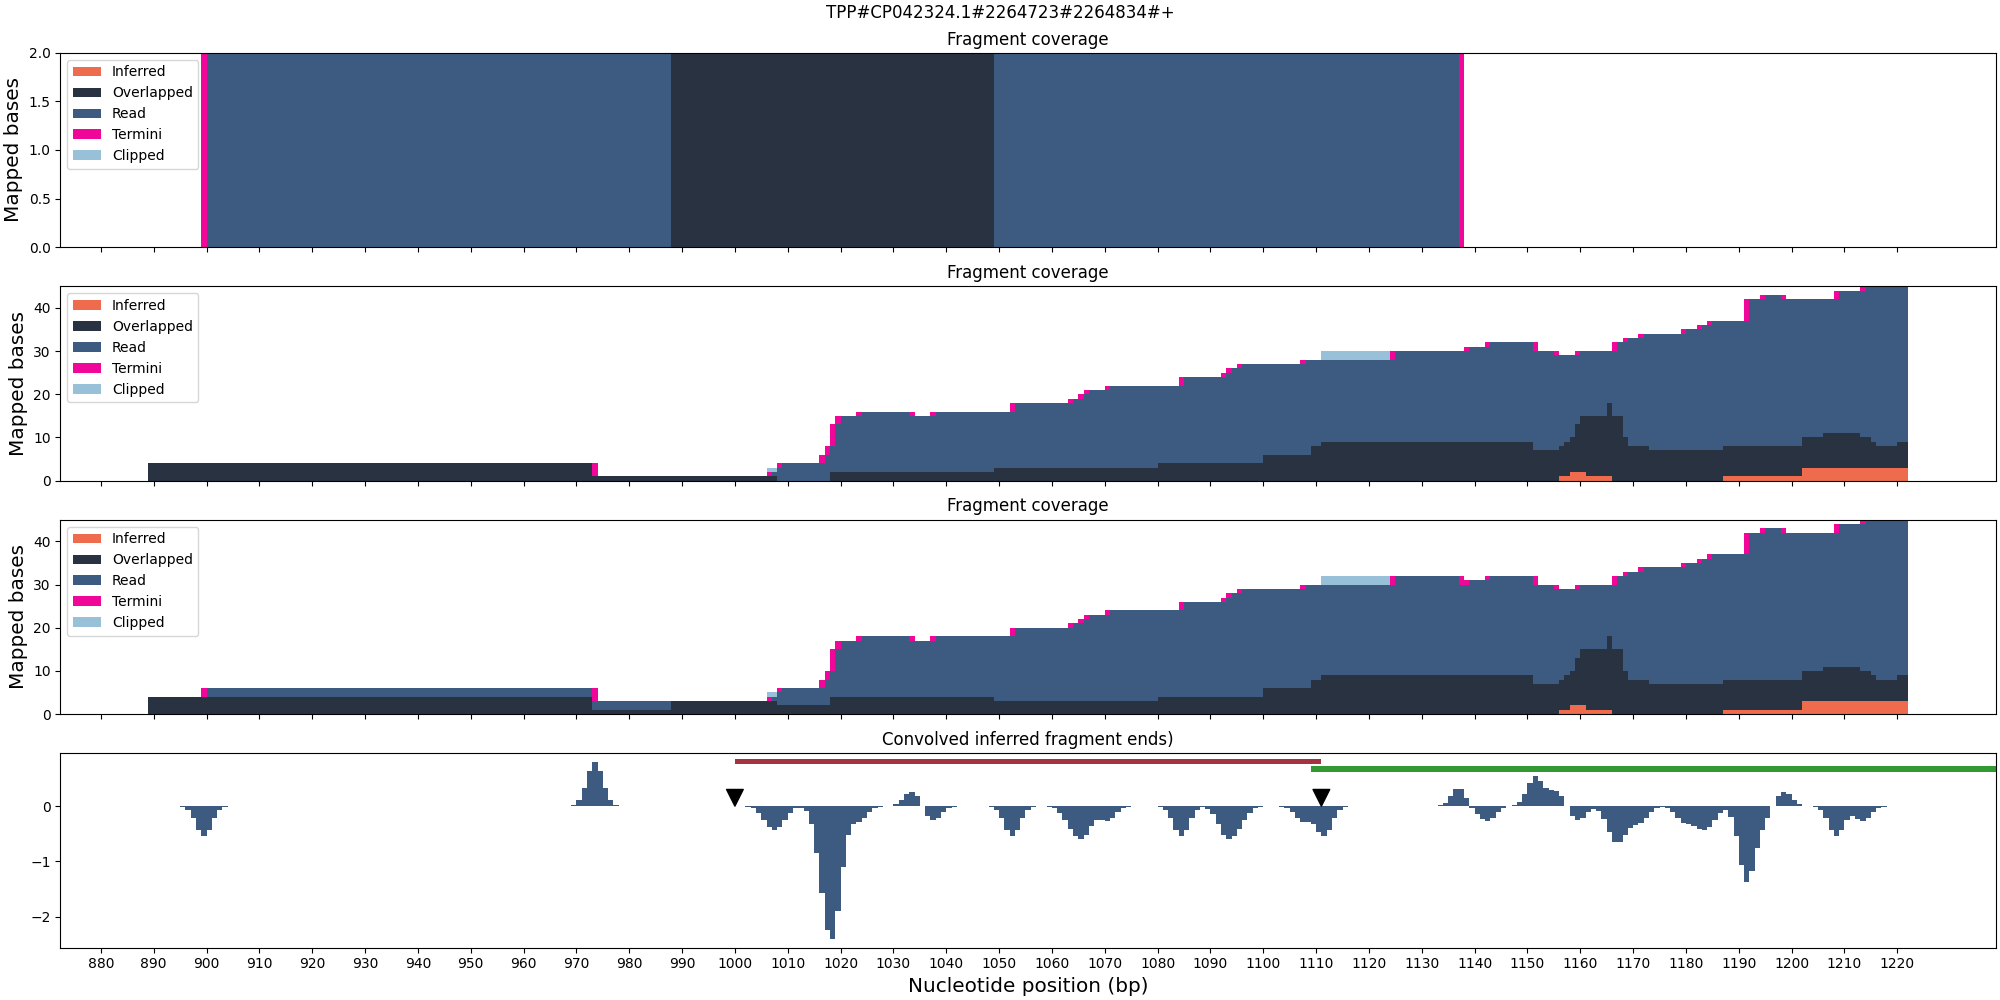 TPP#CP042324.1#2264723#2264834#+
Fragment coverage
Mapped bases
2.0
1.5
1.0
0.5
0.0
Inferred
Overlapped
Read
Termini
Clipped
Fragment coverage
Mapped bases
40
30
20
10
0
Inferred
Overlapped
Read
Termini
Clipped
Fragment coverage
Mapped bases
40
30
20
10
0
Inferred
Overlapped
Read
Termini
Clipped
Convolved inferred fragment ends)
0
−1
−2
880 890 900 910 920 930 940 950 960 970 980 990 1000 1010 1020 1030 1040 1050 1060 1070 1080 1090 1100 1110 1120 1130 1140 1150 1160 1170 1180 1190 1200 1210 1220
Nucleotide position (bp)